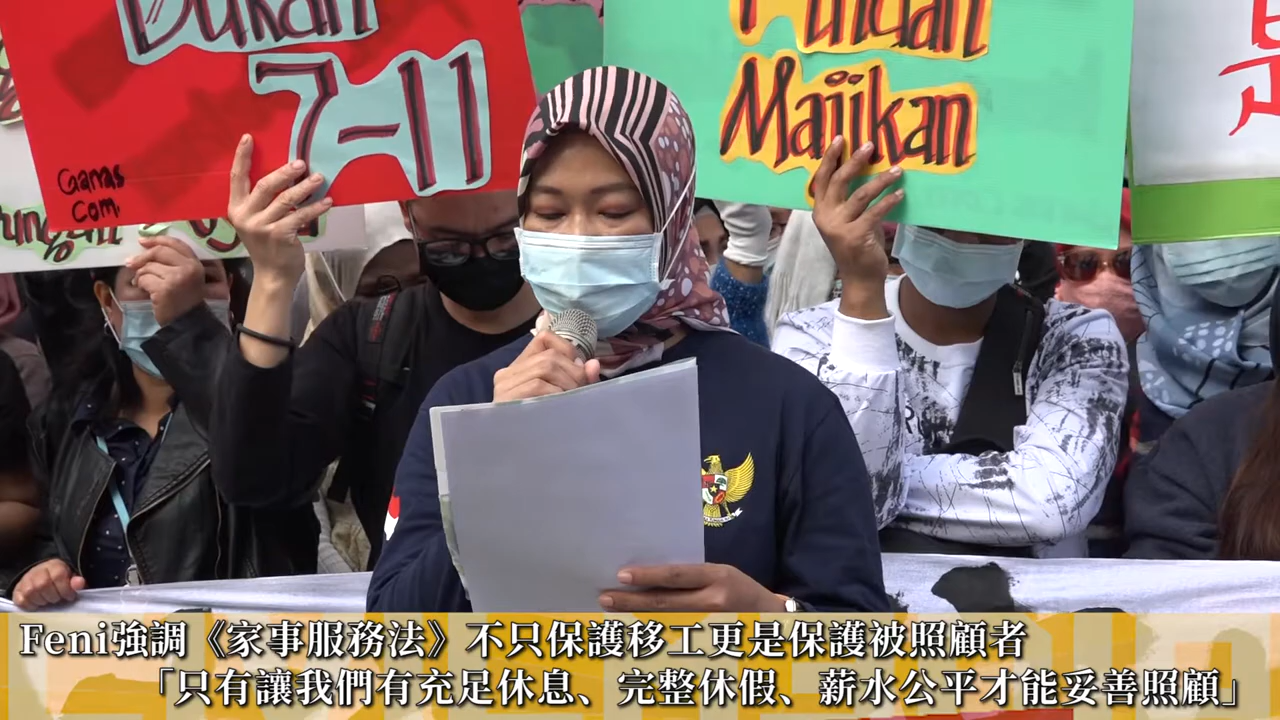 Bukan
7-11
Ganas
Com.
Majikan
Feni強調《家事服務法》不只保護移工更是保護被照顧者
「只有讓我們有充足休息、完整休假、薪水公平才能妥善照顧」